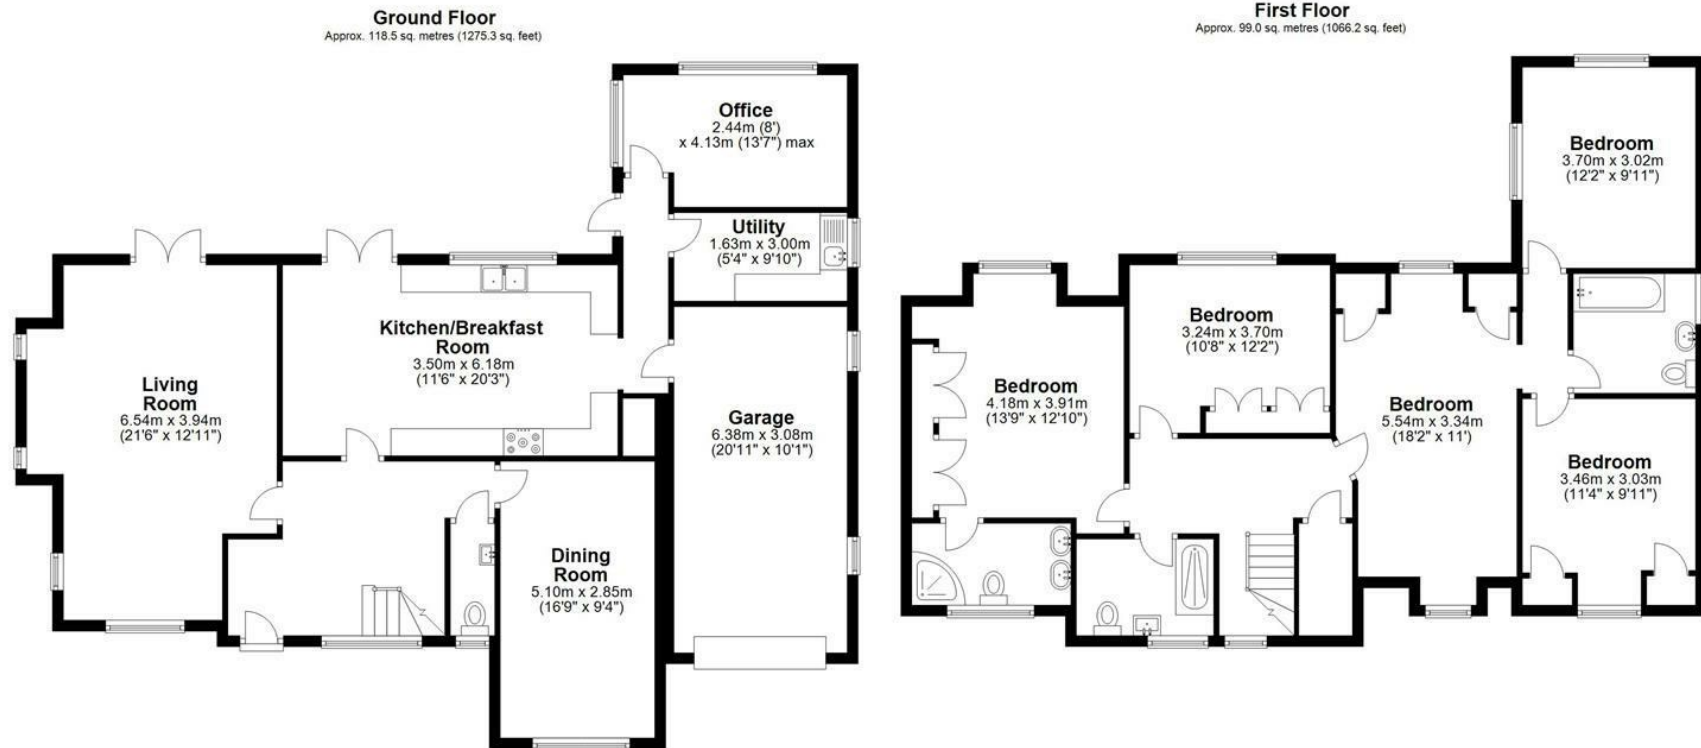 Ground Floor
Approx. 118.5 sq. metres (1275.3 sq. feet)
Office
2.44m (8')
x 4.13m (13'7") max
Utility
1.63m x 3.00m
(5'4" x 9'10")
Kitchen/Breakfast
Room
3.50m x 6.18m
(11'6" x 20'3")
Living
Room
6.54m x 3.94m
(21'6" x 12'11")
Garage
6.38m x 3.08m
(20'11" x 10'1")
Dining
Room
5.10m x 2.85m
(16'9" x 9'4")
First Floor
Approx. 99.0 sq. metres (1066.2 sq. feet)
Bedroom
3.70m x 3.02m
(12'2" x 9'11")
Bedroom
3.24m x 3.70m
(10'8" x 12'2")
Bedroom
4.18m x 3.91m
(13'9" x 12'10")
Bedroom
5.54m x 3.34m
(18'2" x 11')
Bedroom
3.46m x 3.03m
(11'4" x 9'11")